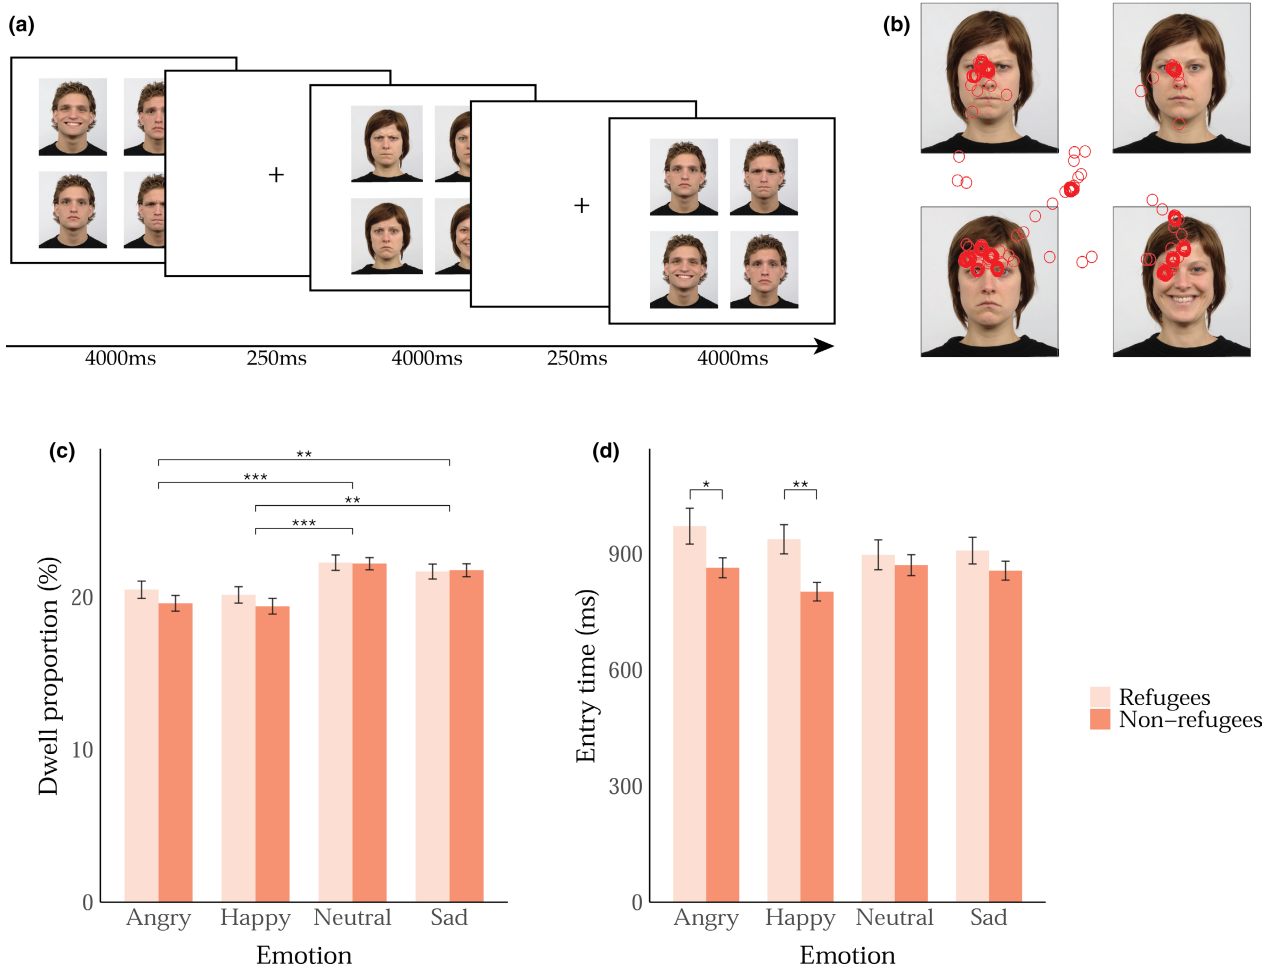 (a)
4000ms 250ms 4000ms 250ms 4000ms
(b)
(c)
**
***
**
***
Dwell proportion (%)
20
10
0
Angry Happy Neutral Sad
Emotion
(d)
* **
Entry time (ms)
900
600
300
0
Angry Happy Neutral Sad
Emotion
Refugees
Non–refugees